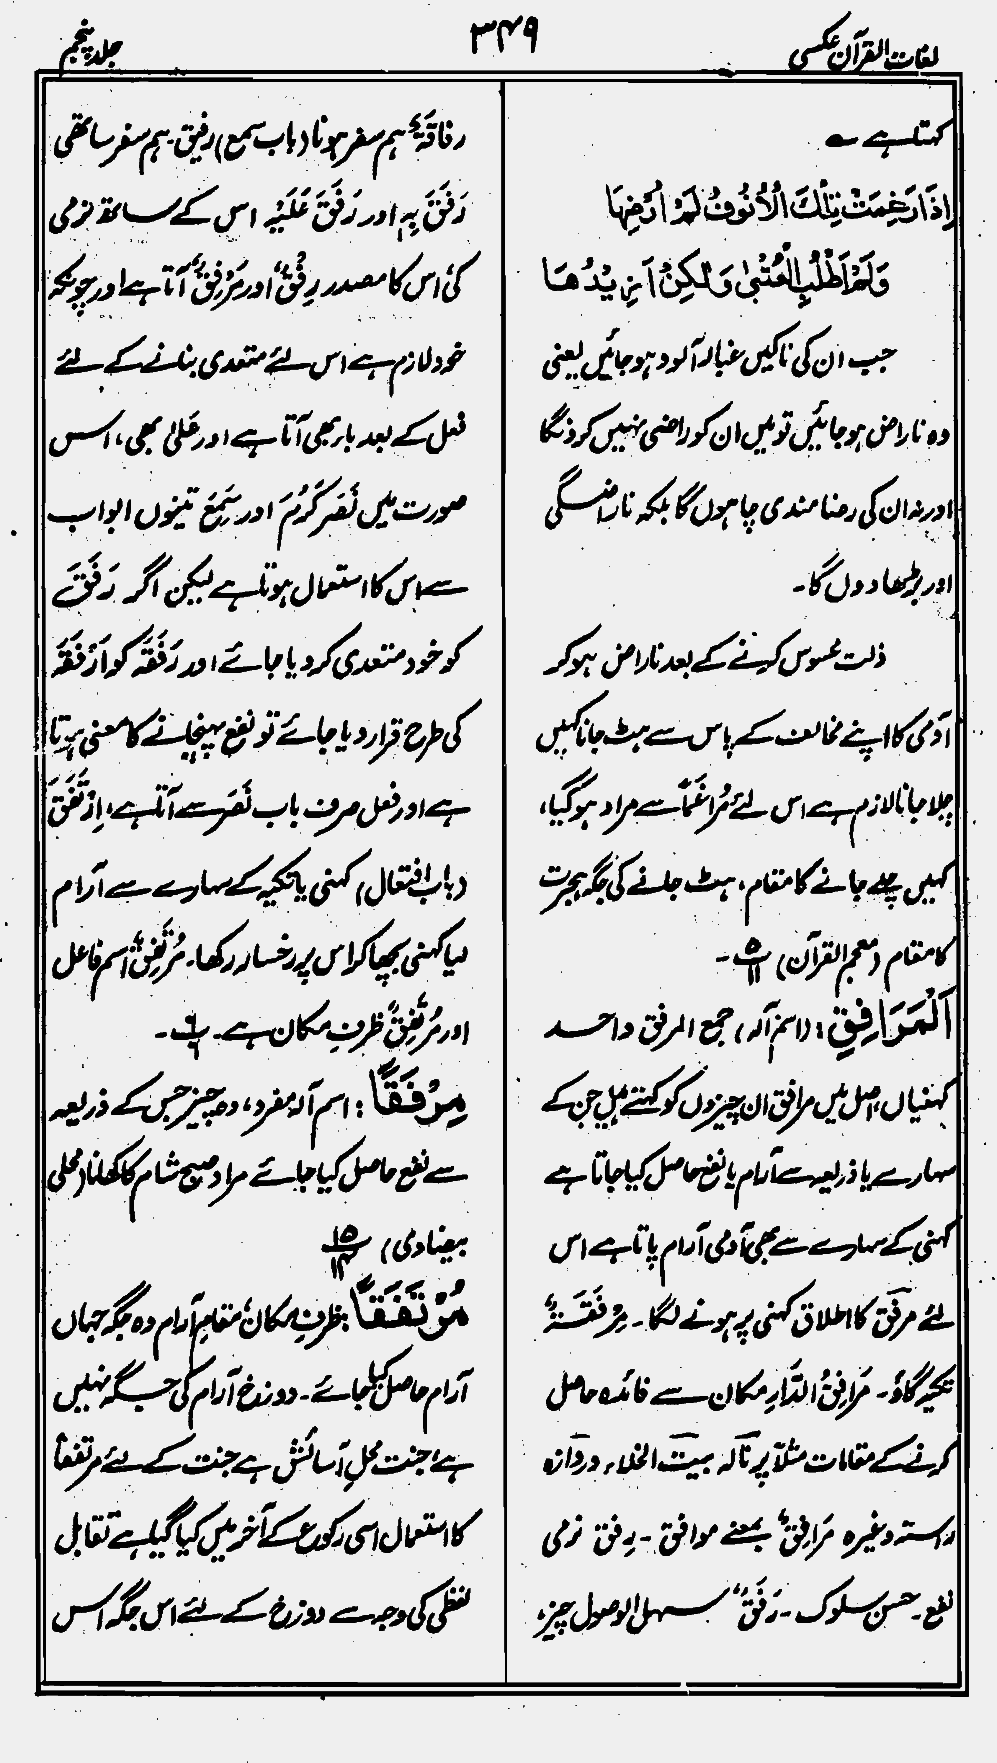 لغات القرآن عکسی
۳۴۹
جلد پنجم
کہتا ہے ؎
اِذَا رَغِمَتْ تِلْكَ الْاُنُوْفُ لَمْ اُرْضِهَا
وَلَمْ اَطْلُبِ الْعُتْبٰى وَلٰكِنْ اَزِيْدُهَا
جب ان کی ناکیں غبار آلود ہو جائیں یعنی
وہ ناراض ہو جائیں تو میں ان کو راضی نہیں کرونگا
اور نہ ان کی رضا مندی چاہوں گا بلکہ ناراضگی
اور بڑھا دوں گا۔
ذلت محسوس کرنے کے بعد ناراض ہو کر
آدمی کا اپنے مخالف کے پاس سے ہٹ جانا کہیں
چلا جانا لازم ہے اس لئے مُرَاغَمًا سے مراد ہو گیا،
کہیں چلے جانے کا مقام، ہٹ جانے کی جگہ ہجرت
کا مقام (معجم القرآن) ۵/۱۱۔
اَلْمَرَافِقِ: (اسم آلہ) جمع المرفق واحد
کہنیاں، اصل میں مرافق ان چیزوں کو کہتے ہیں جن کے
سہارے یا ذریعہ سے آرام یا نفع حاصل کیا جاتا ہے
کہنی کے سہارے سے بھی آدمی آرام پاتا ہے اس
لئے مرفق کا اطلاق کہنی پر ہونے لگا۔ مِرْفَقَةٌ
تکیہ گاؤ۔ مَرَافِقُ الدَّارِ مکان سے فائدہ حاصل
کرنے کے مقامات مثلاً پرنالہ بیت الخلاء دروازہ
راستہ وغیرہ مَرَافِقٌ بمعنے موافق۔ رِفق نرمی
نفع۔ حسن سلوک۔ رَفَقٌ سہل الوصول چیز،
رفاقةٌ ہم سفر ہونا (باب سمع) رفیق۔ ہم سفر ساتھی
رَفَقَ بِہٖ اور رَفَقَ عَلَيْهِ اس کے ساتھ نرمی
کی اس کا مصدر رِفْقٌ اور مَرْفِقٌ آتا ہے اور چونکہ
خود لازم ہے اس لئے متعدی بنانے کے لئے
فعل کے بعد با بھی آتا ہے اور عَلٰی بھی، اس
صورت میں نَصَرَ کَرُمَ اور سَمِعَ تینوں ابواب
سے اس کا استعمال ہوتا ہے لیکن اگر رَفَقَ
کو خود متعدی کر دیا جائے اور رَفَقَهٗ کو اَرْفَقَهٗ
کی طرح قرار دیا جائے تو نفع پہنچانے کا معنی ہوتا
ہے اور فعل صرف باب نَصَرَ سے آتا ہے، اِرْتَفَقَ
(باب افتعال) کہنی یا تکیہ کے سہارے سے آرام
لیا کہنی بچھا کر اس پر رخسار رکھا۔ مُرْتَفِقٌ اسم فاعل
اور مُرْتَفَقٌ ظرفِ مکان ہے۔ ۶/۶۔
مِرْفَقًا: اسم آلہ مفرد، وہ چیز جس کے ذریعہ
سے نفع حاصل کیا جائے مراد صبح شام کا کھانا (محلی
بیضاوی) ۱۵/۱۴
مُرْتَفَقًا: ظرفِ مکان، مقامِ آرام وہ جگہ جہاں
آرام حاصل کیا جائے۔ دوزخ آرام کی جگہ نہیں
ہے؛ جنت محلِ آسائش ہے جنت کے لئے مرتفقاً
کا استعمال اسی رکوع کے آخر میں کیا گیا ہے تقابل
لفظی کی وجہ سے دوزخ کے لئے اس جگہ اس